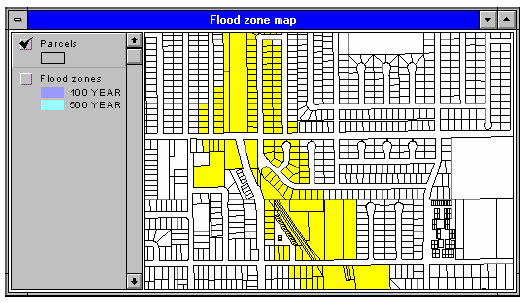 Flood zone map
Parcels
Flood zones
100 YEAR
500 YEAR